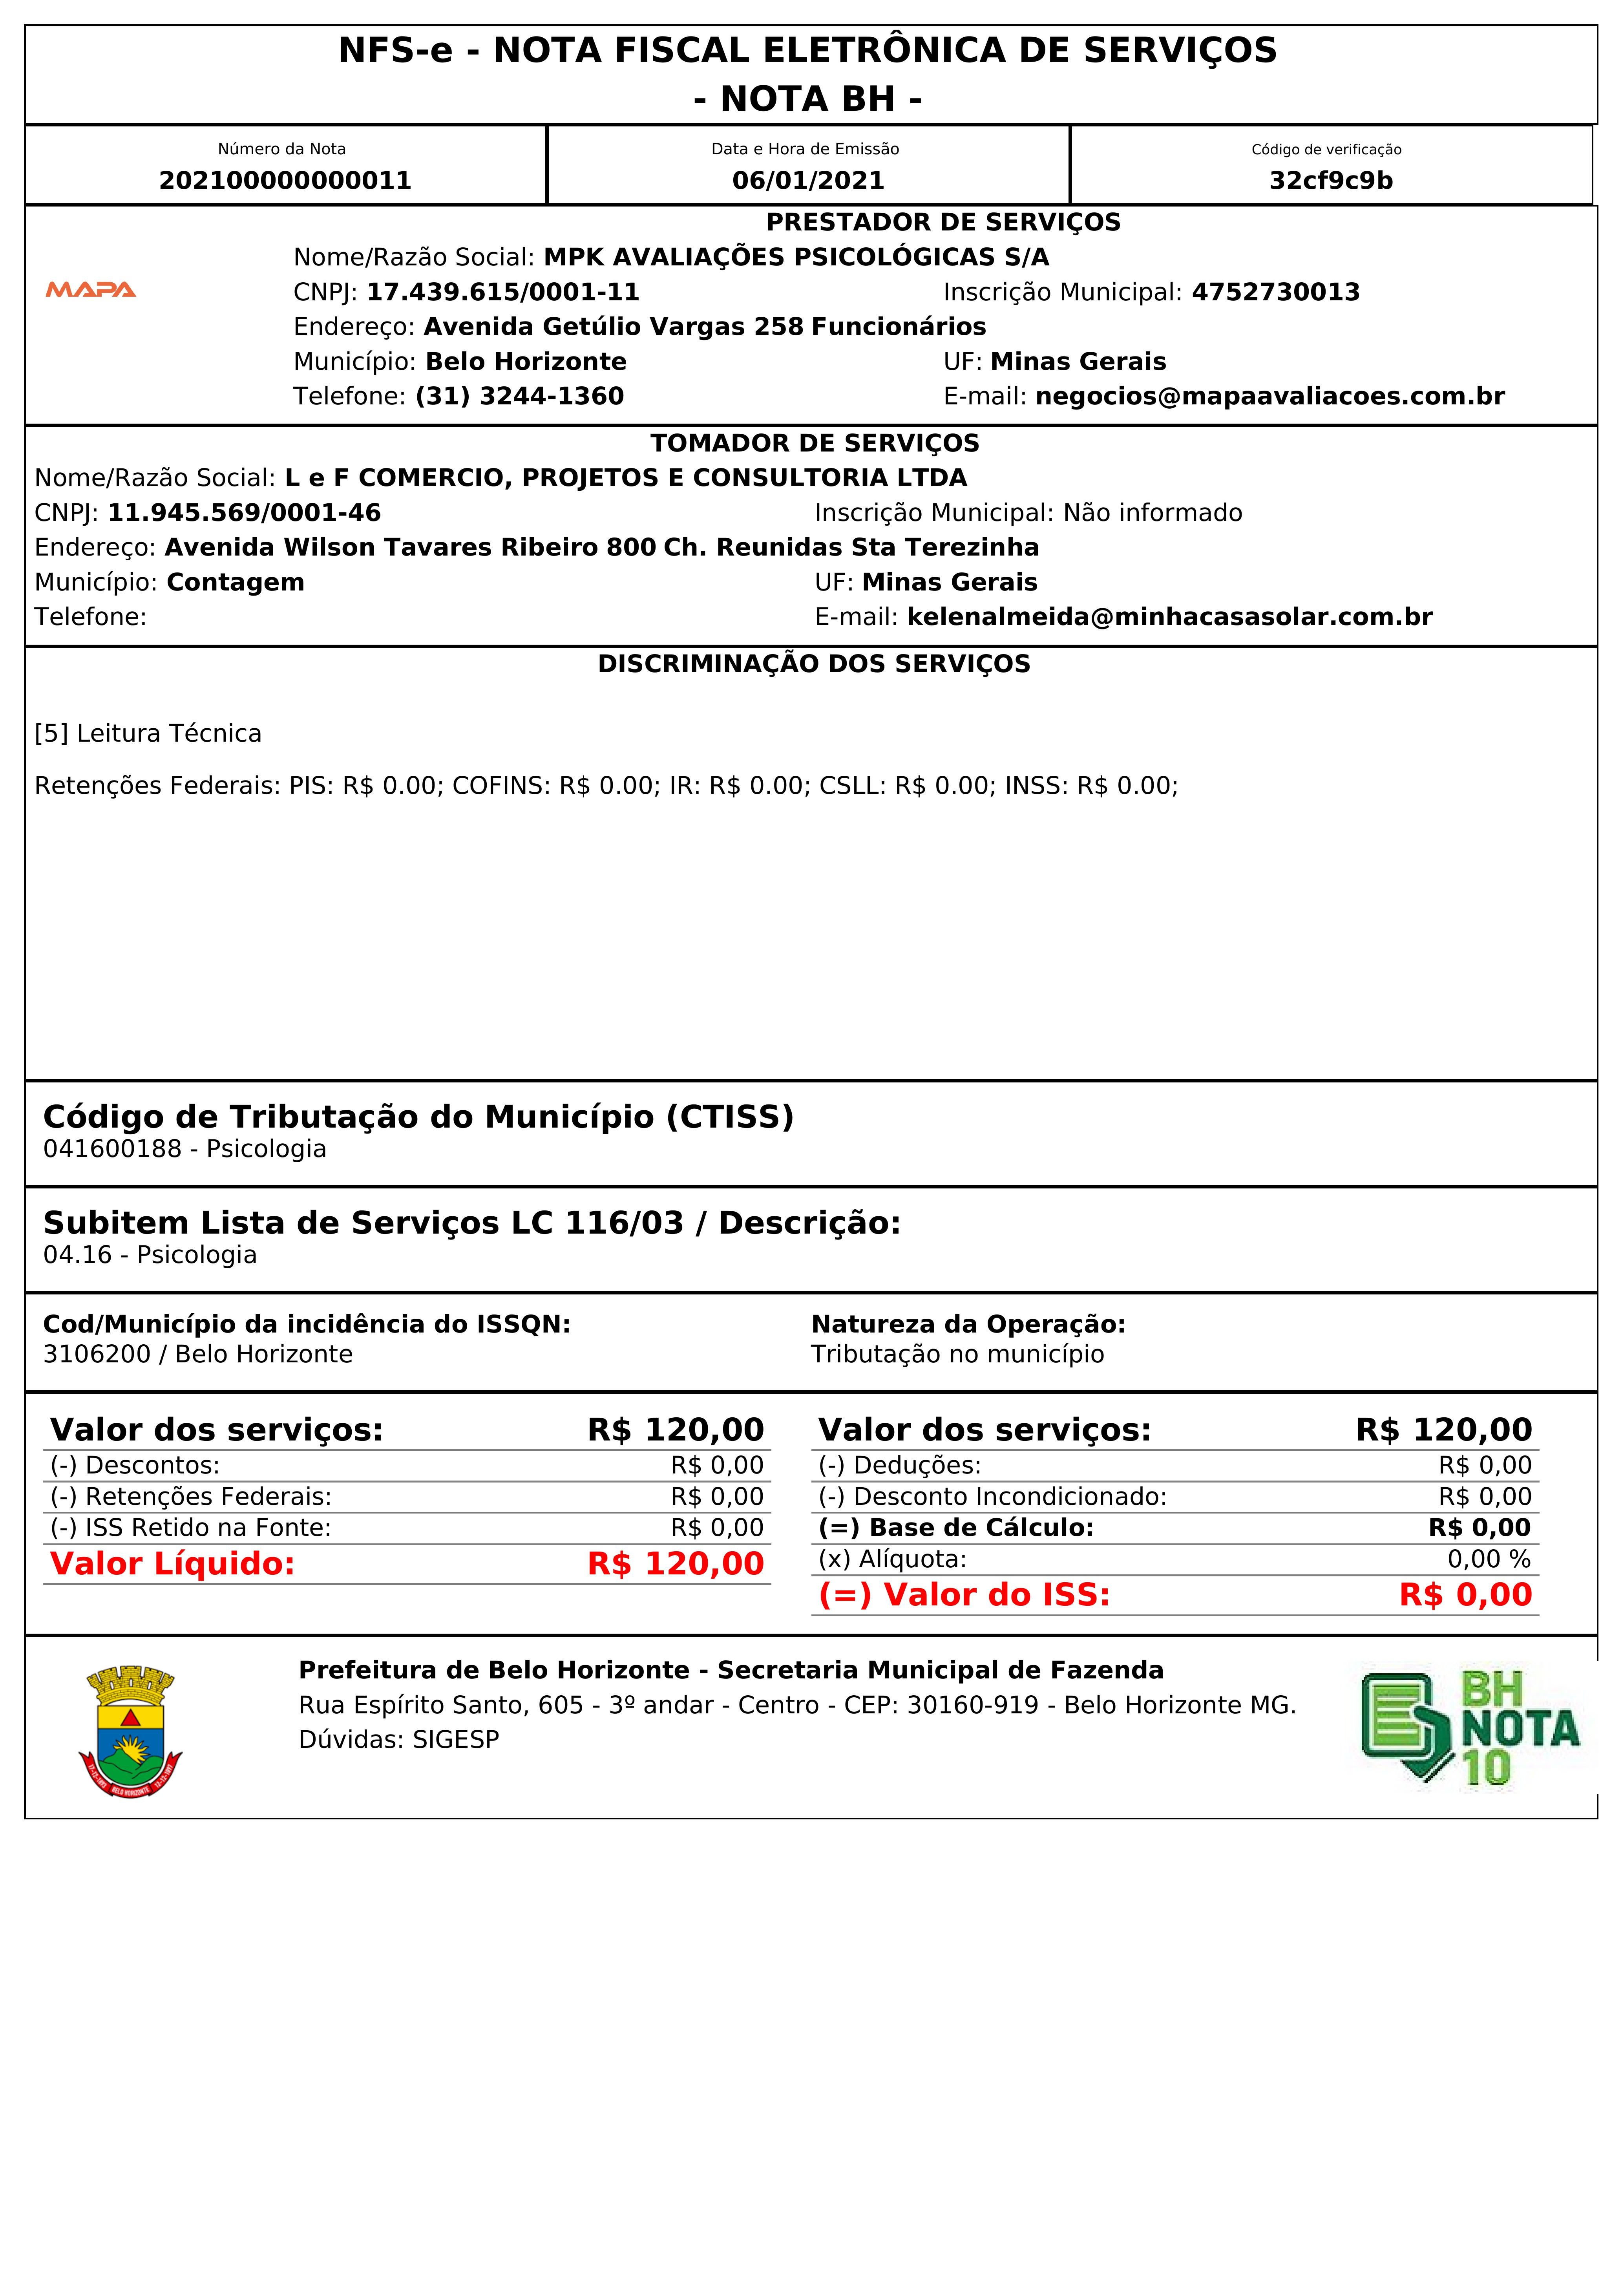 NFS-e - NOTA FISCAL ELETRÔNICA DE SERVIÇOS
- NOTA BH -
Número da Nota
202100000000011
Data e Hora de Emissão
06/01/2021
Código de verificação
32cf9c9b
PRESTADOR DE SERVIÇOS
MAPA
Nome/Razão Social: MPK AVALIAÇÕES PSICOLÓGICAS S/A
CNPJ: 17.439.615/0001-11 Inscrição Municipal: 4752730013
Endereço: Avenida Getúlio Vargas 258 Funcionários
Município: Belo Horizonte UF: Minas Gerais
Telefone: (31) 3244-1360 E-mail: negocios@mapaavaliacoes.com.br
TOMADOR DE SERVIÇOS
Nome/Razão Social: L e F COMERCIO, PROJETOS E CONSULTORIA LTDA
CNPJ: 11.945.569/0001-46 Inscrição Municipal: Não informado
Endereço: Avenida Wilson Tavares Ribeiro 800 Ch. Reunidas Sta Terezinha
Município: Contagem UF: Minas Gerais
Telefone: E-mail: kelenalmeida@minhacasasolar.com.br
DISCRIMINAÇÃO DOS SERVIÇOS
[5] Leitura Técnica
Retenções Federais: PIS: R$ 0.00; COFINS: R$ 0.00; IR: R$ 0.00; CSLL: R$ 0.00; INSS: R$ 0.00;
Código de Tributação do Município (CTISS)
041600188 - Psicologia
Subitem Lista de Serviços LC 116/03 / Descrição:
04.16 - Psicologia
Cod/Município da incidência do ISSQN:
3106200 / Belo Horizonte
Natureza da Operação:
Tributação no município
Valor dos serviços: R$ 120,00
(-) Descontos: R$ 0,00
(-) Retenções Federais: R$ 0,00
(-) ISS Retido na Fonte: R$ 0,00
Valor Líquido: R$ 120,00
Valor dos serviços: R$ 120,00
(-) Deduções: R$ 0,00
(-) Desconto Incondicionado: R$ 0,00
(=) Base de Cálculo: R$ 0,00
(x) Alíquota: 0,00 %
(=) Valor do ISS: R$ 0,00
BELO HORIZONTE
Prefeitura de Belo Horizonte - Secretaria Municipal de Fazenda
Rua Espírito Santo, 605 - 3º andar - Centro - CEP: 30160-919 - Belo Horizonte MG.
Dúvidas: SIGESP
BH
NOTA
10